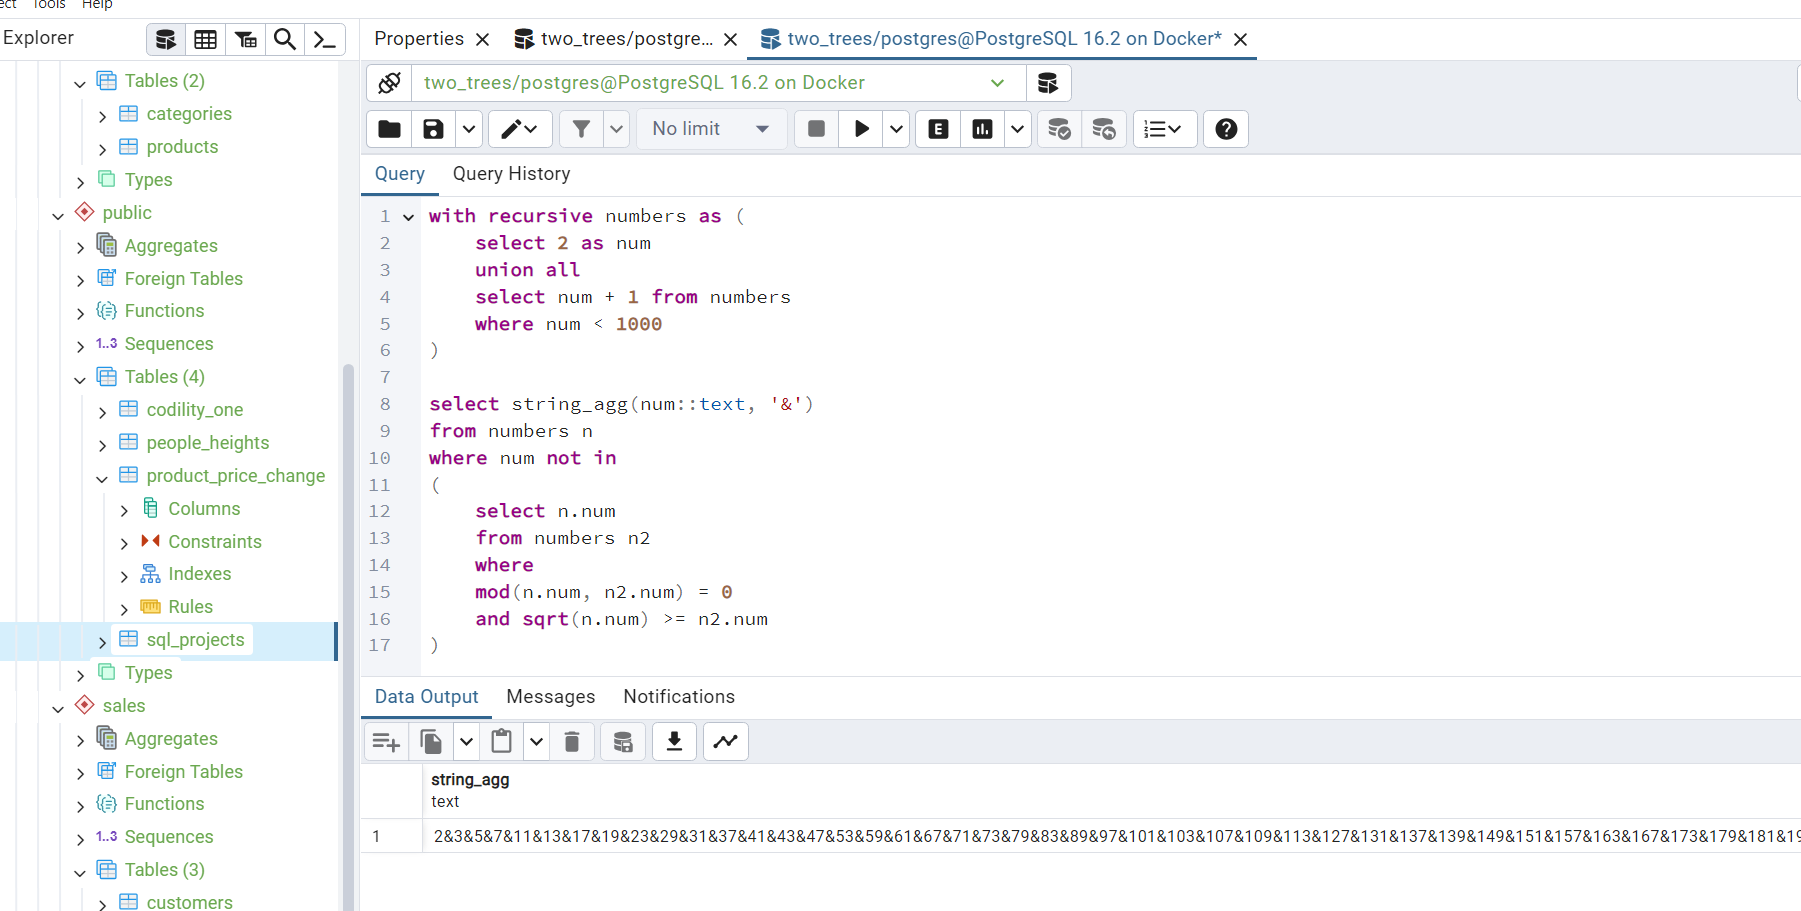 Tools Help
Explorer
Tables (2)
categories
products
Types
public
Aggregates
Foreign Tables
Functions
1..3 Sequences
Tables (4)
codility_one
people_heights
product_price_change
Columns
Constraints
Indexes
Rules
sql_projects
Types
sales
Aggregates
Foreign Tables
Functions
1..3 Sequences
Tables (3)
customers
Properties
two_trees/postgre...
two_trees/postgres@PostgreSQL 16.2 on Docker*
two_trees/postgres@PostgreSQL 16.2 on Docker
No limit
E
Query Query History
1 with recursive numbers as (
2 select 2 as num
3 union all
4 select num + 1 from numbers
5 where num < 1000
6 )
7
8 select string_agg(num::text, '&')
9 from numbers n
10 where num not in
11 (
12 select n.num
13 from numbers n2
14 where
15 mod(n.num, n2.num) = 0
16 and sqrt(n.num) >= n2.num
17 )
Data Output Messages Notifications
string_agg
text
1 2&3&5&7&11&13&17&19&23&29&31&37&41&43&47&53&59&61&67&71&73&79&83&89&97&101&103&107&109&113&127&131&137&139&149&151&157&163&167&173&179&181&19